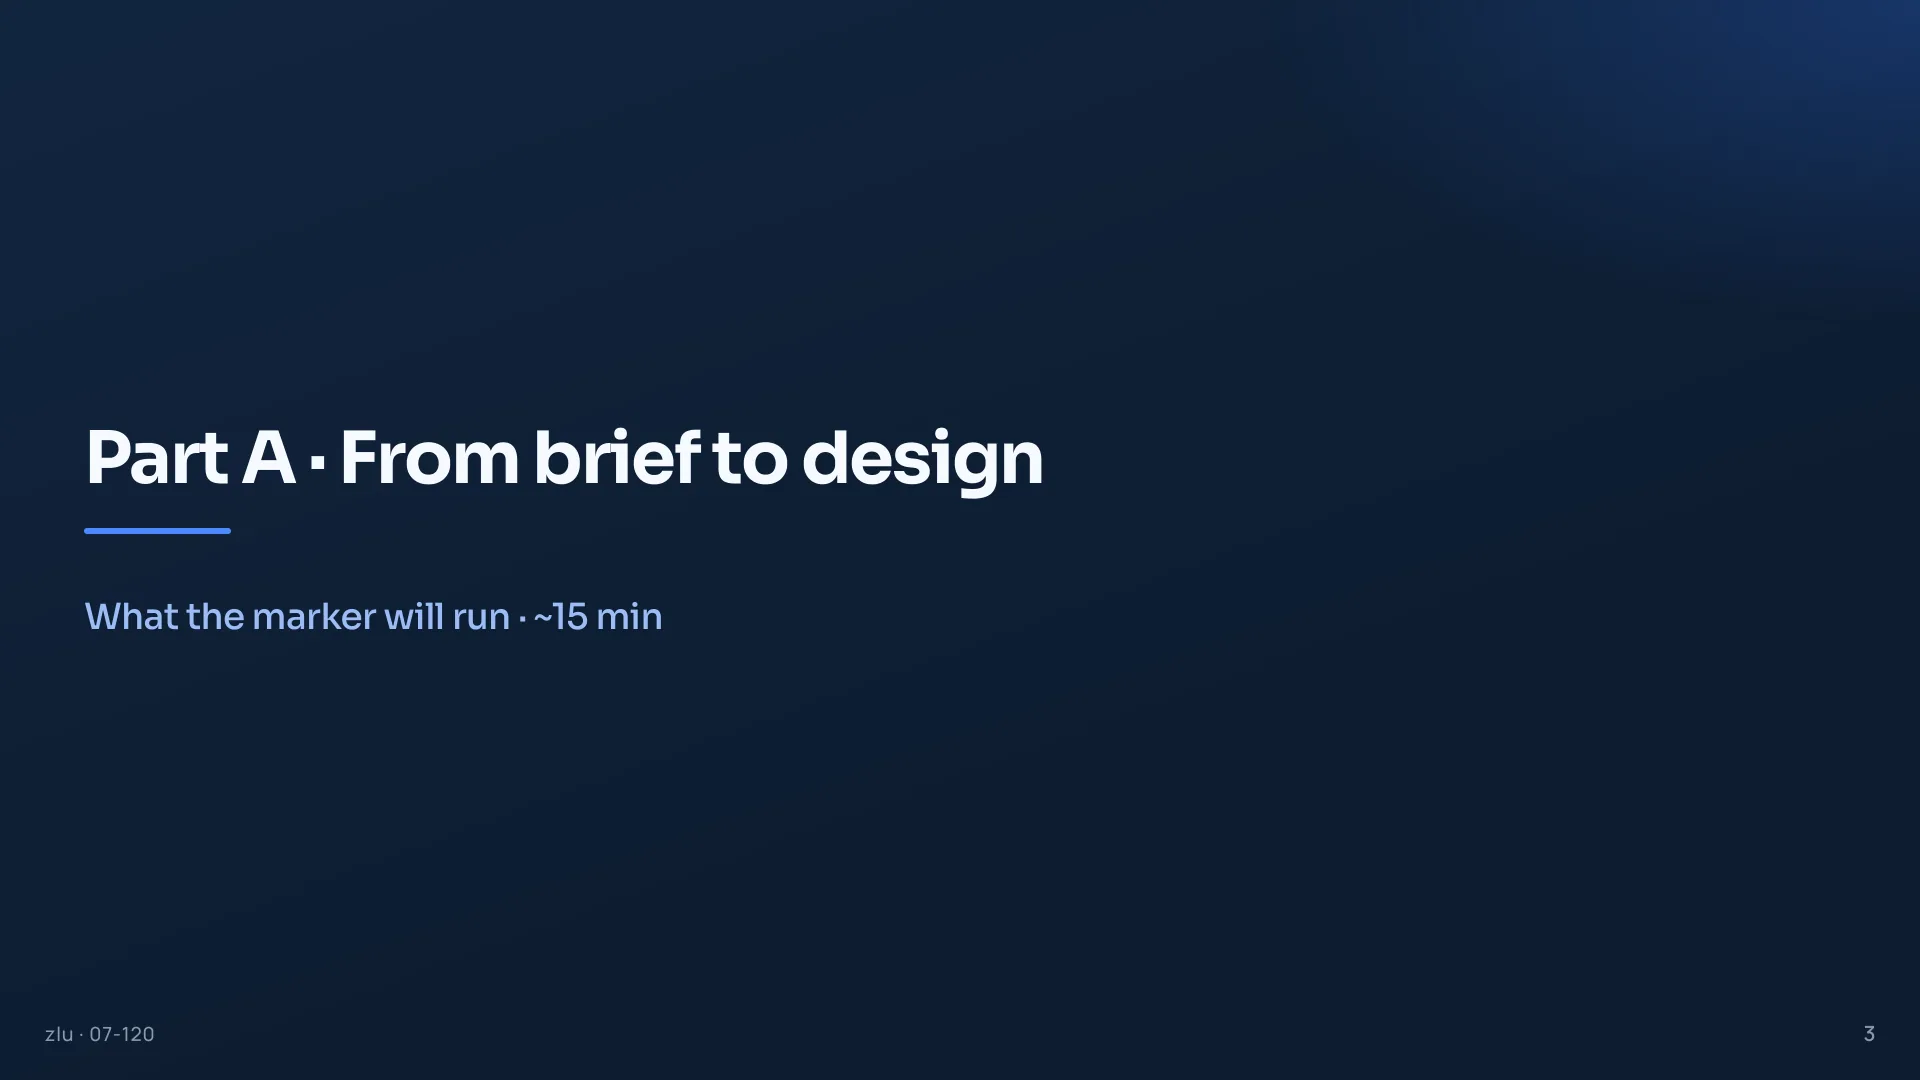 Part A · From brief to design
What the marker will run · ~15 min
zlu · 07-120
3